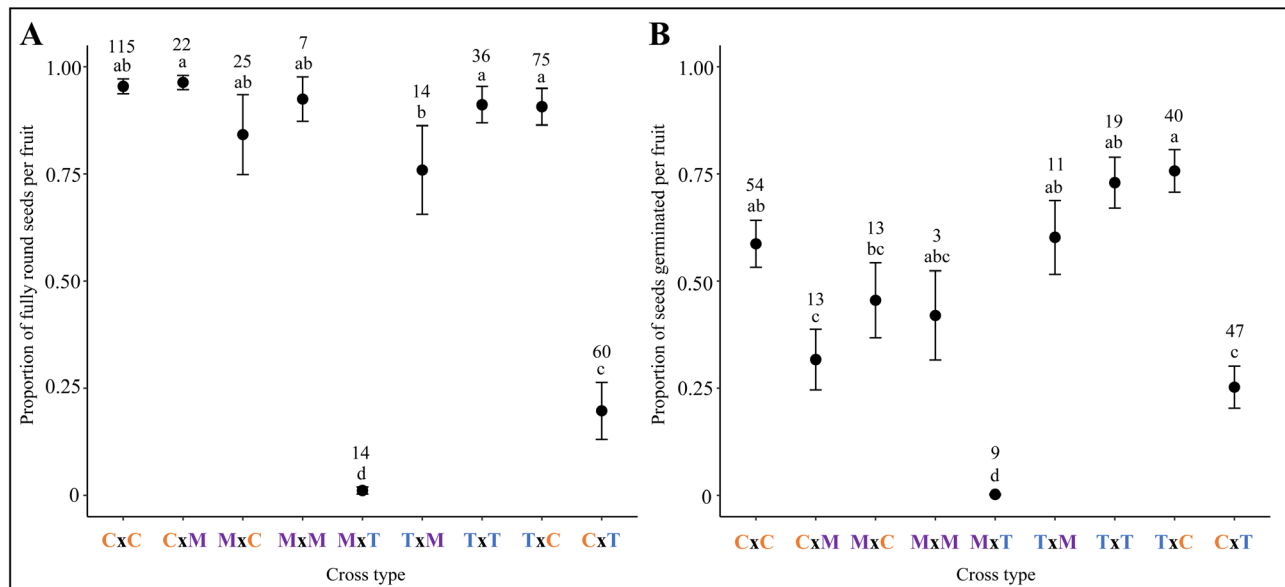 A
Proportion of fully round seeds per fruit
1.00
0.75
0.50
0.25
0
115
ab
22
a
25
ab
7
ab
14
d
14
b
36
a
75
a
60
c
CxC CxM MxC MxM MxT TxM TxT TxC CxT
Cross type
B
Proportion of seeds germinated per fruit
1.00
0.75
0.50
0.25
0
54
ab
13
c
13
bc
3
abc
9
d
11
ab
19
ab
40
a
47
c
CxC CxM MxC MxM MxT TxM TxT TxC CxT
Cross type